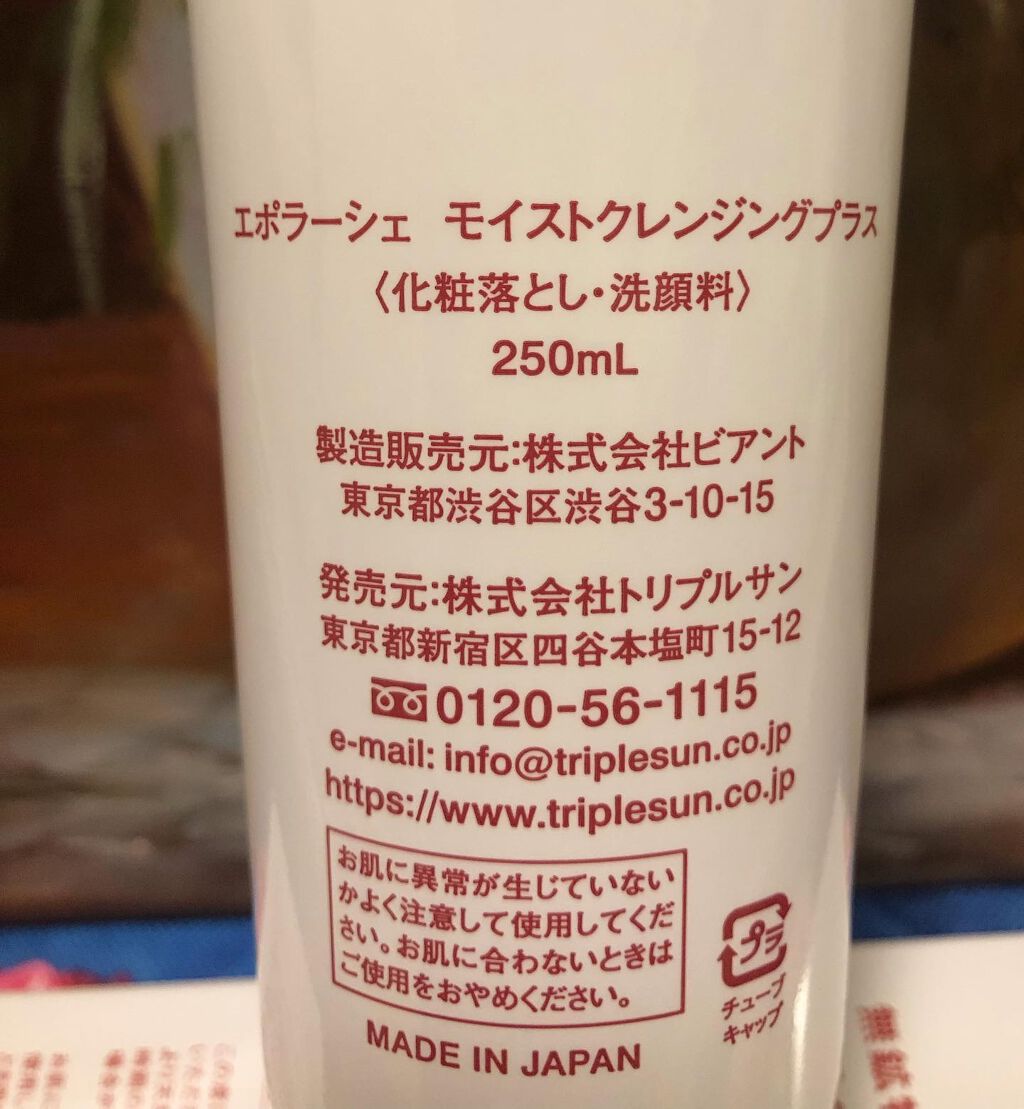 エポラーシェ モイストクレンジングプラス
〈化粧落とし・洗顔料〉
250mL
製造販売元:株式会社ビアント
東京都渋谷区渋谷3-10-15
発売元:株式会社トリプルサン
東京都新宿区四谷本塩町15-12
0120-56-1115
e-mail: info@triplesun.co.jp
https://www.triplesun.co.jp
お肌に異常が生じていない
かよく注意して使用してくだ
さい。お肌に合わないときは
ご使用をおやめください。
プラ
チューブ
キャップ
MADE IN JAPAN
無鉱